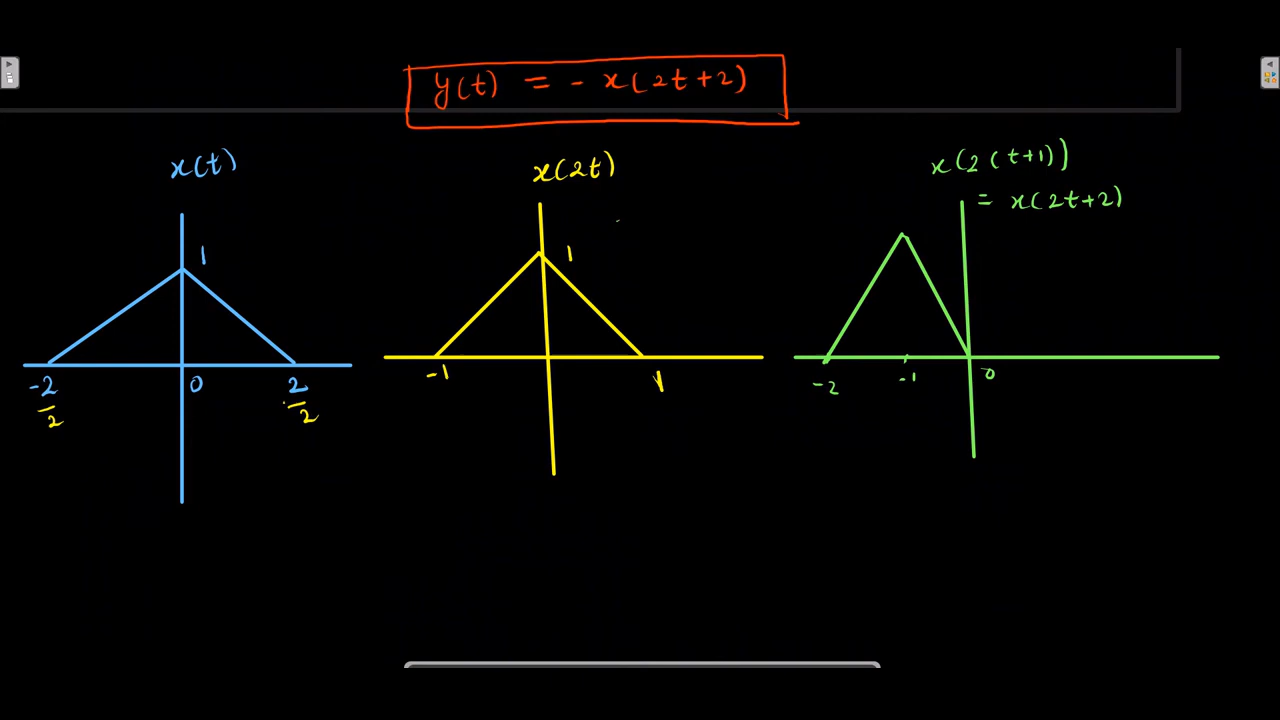 y(t) = - x(2t+2)
x(t)
1
-2 0 2
2 2
x(2t)
1
-1 1
x(2(t+1))
= x(2t+2)
-2 -1 0